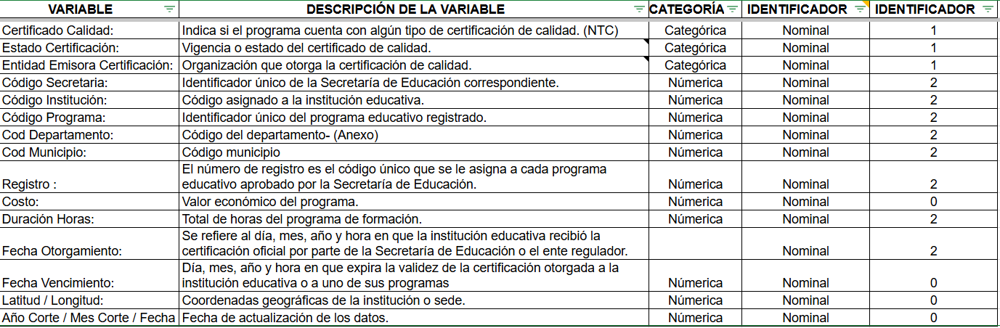 VARIABLE DESCRIPCIÓN DE LA VARIABLE CATEGORÍA IDENTIFICADOR IDENTIFICADOR
Certificado Calidad: Indica si el programa cuenta con algún tipo de certificación de calidad. (NTC) Categórica Nominal 1
Estado Certificación: Vigencia o estado del certificado de calidad. Categórica Nominal 1
Entidad Emisora Certificación: Organización que otorga la certificación de calidad. Categórica Nominal 1
Código Secretaria: Identificador único de la Secretaría de Educación correspondiente. Númerica Nominal 2
Código Institución: Código asignado a la institución educativa. Númerica Nominal 2
Código Programa: Identificador único del programa educativo registrado. Númerica Nominal 2
Cod Departamento: Código del departamento- (Anexo) Númerica Nominal 2
Cod Municipio: Código municipio Númerica Nominal 2
El número de registro es el código único que se le asigna a cada programa
Registro : educativo aprobado por la Secretaría de Educación. Númerica Nominal 2
Costo: Valor económico del programa. Númerica Nominal 0
Duración Horas: Total de horas del programa de formación. Númerica Nominal 2
Se refiere al día, mes, año y hora en que la institución educativa recibió la
Fecha Otorgamiento: certificación oficial por parte de la Secretaría de Educación o el ente regulador. Nominal 2
Día, mes, año y hora en que expira la validez de la certificación otorgada a la
Fecha Vencimiento: institución educativa o a uno de sus programas Númerica Nominal 0
Latitud / Longitud: Coordenadas geográficas de la institución o sede. Númerica Nominal 0
Año Corte / Mes Corte / Fecha Fecha de actualización de los datos. Númerica Nominal 0